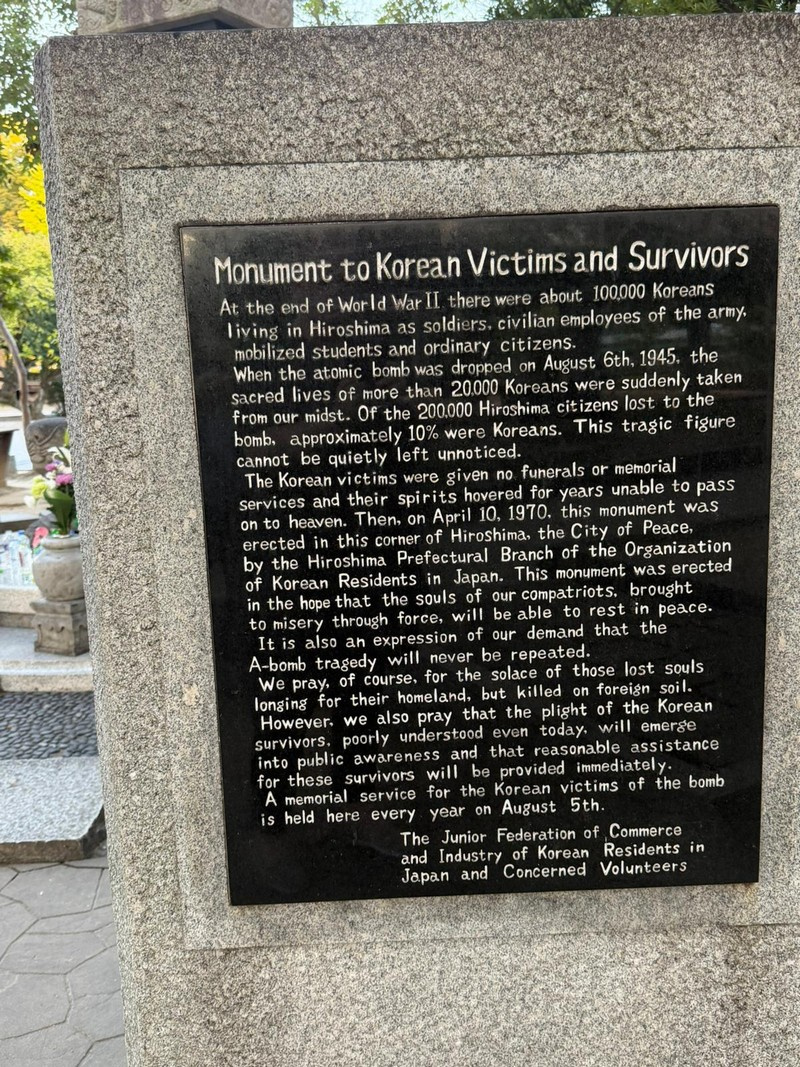 Monument to Korean Victims and Survivors
At the end of World War II there were about 100,000 Koreans
living in Hiroshima as soldiers, civilian employees of the army,
mobilized students and ordinary citizens.
When the atomic bomb was dropped on August 6th, 1945, the
sacred lives of more than 20,000 Koreans were suddenly taken
from our midst. Of the 200,000 Hiroshima citizens lost to the
bomb, approximately 10% were Koreans. This tragic figure
cannot be quietly left unnoticed.
The Korean victims were given no funerals or memorial
services and their spirits hovered for years unable to pass
on to heaven. Then, on April 10, 1970, this monument was
erected in this corner of Hiroshima, the City of Peace,
by the Hiroshima Prefectural Branch of the Organization
of Korean Residents in Japan. This monument was erected
in the hope that the souls of our compatriots, brought
to misery through force, will be able to rest in peace.
It is also an expression of our demand that the
A-bomb tragedy will never be repeated.
We pray, of course, for the solace of those lost souls
longing for their homeland, but killed on foreign soil.
However, we also pray that the plight of the Korean
survivors, poorly understood even today, will emerge
into public awareness and that reasonable assistance
for these survivors will be provided immediately.
A memorial service for the Korean victims of the bomb
is held here every year on August 5th.
The Junior Federation of Commerce
and Industry of Korean Residents in
Japan and Concerned Volunteers